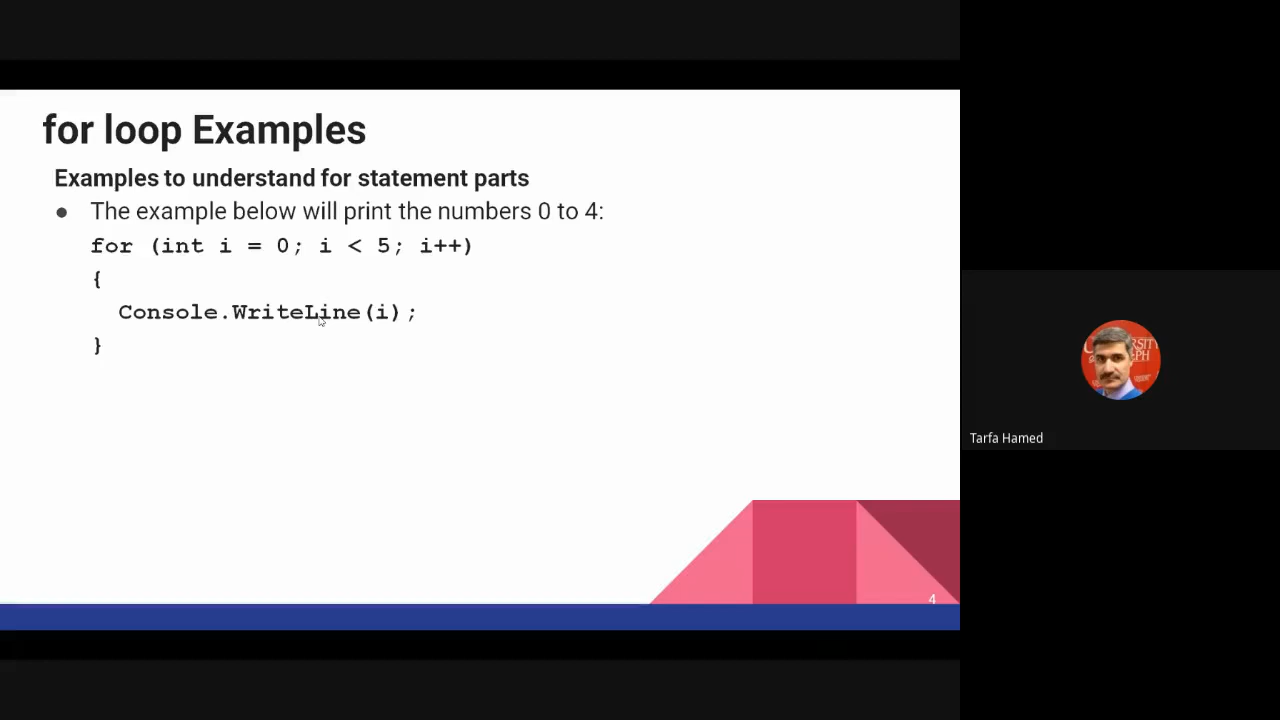 for loop Examples
Examples to understand for statement parts
● The example below will print the numbers 0 to 4:
for (int i = 0; i < 5; i++)
{
Console.WriteLine(i);
}
4
Tarfa Hamed